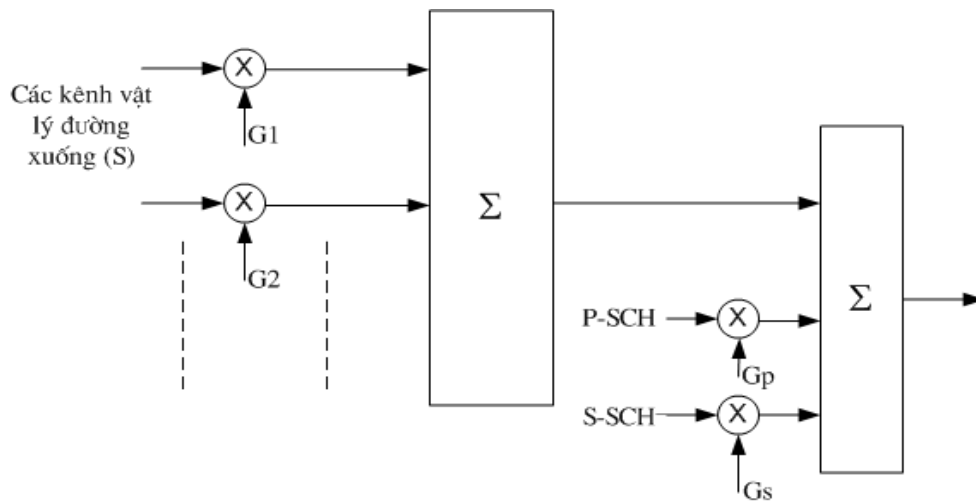 X
Các kênh vật
lý đường
xuống (S)
G1
X
Σ
G2
Σ
P-SCH
X
Gp
S-SCH
X
Gs